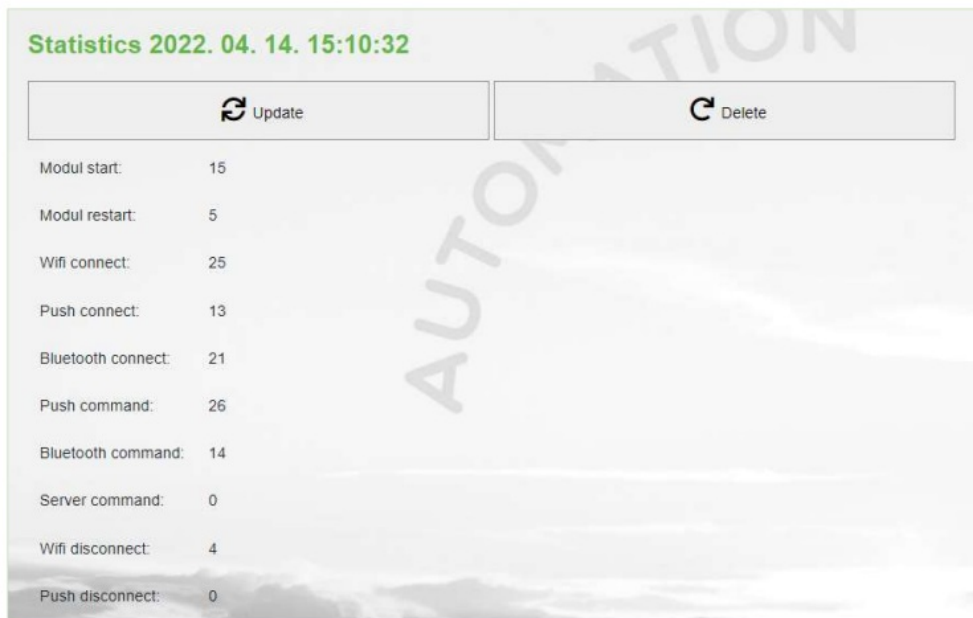 Statistics 2022. 04. 14. 15:10:32
Update
Delete
Modul start: 15
Modul restart: 5
Wifi connect: 25
Push connect: 13
Bluetooth connect: 21
Push command: 26
Bluetooth command: 14
Server command: 0
Wifi disconnect: 4
Push disconnect: 0
AUTOMATION